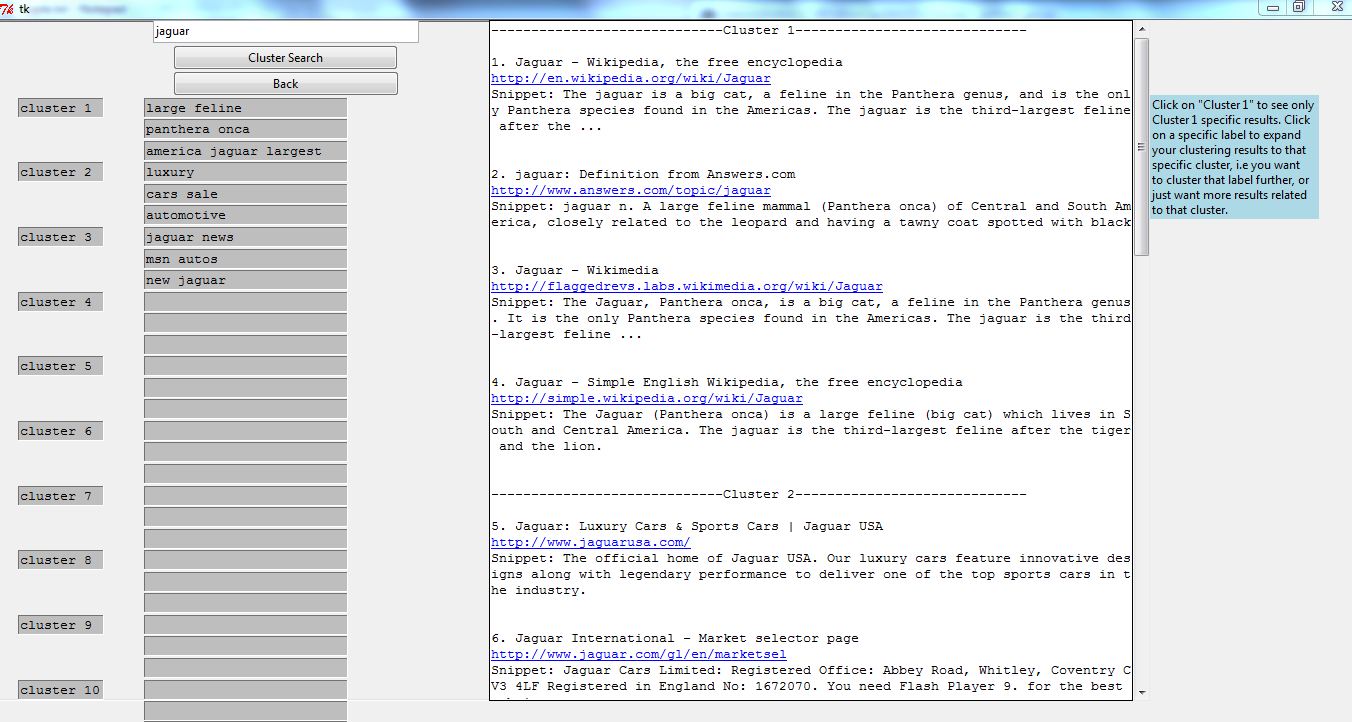 tk
jaguar
Cluster Search
Back
cluster 1
large feline
panthera onca
america jaguar largest
cluster 2
luxury
cars sale
automotive
cluster 3
jaguar news
msn autos
new jaguar
cluster 4
cluster 5
cluster 6
cluster 7
cluster 8
cluster 9
cluster 10
-----------------------------Cluster 1-----------------------------
1. Jaguar - Wikipedia, the free encyclopedia
http://en.wikipedia.org/wiki/Jaguar
Snippet: The jaguar is a big cat, a feline in the Panthera genus, and is the onl
y Panthera species found in the Americas. The jaguar is the third-largest feline
after the ...
2. jaguar: Definition from Answers.com
http://www.answers.com/topic/jaguar
Snippet: jaguar n. A large feline mammal (Panthera onca) of Central and South Am
erica, closely related to the leopard and having a tawny coat spotted with black
3. Jaguar - Wikimedia
http://flaggedrevs.labs.wikimedia.org/wiki/Jaguar
Snippet: The Jaguar, Panthera onca, is a big cat, a feline in the Panthera genus
. It is the only Panthera species found in the Americas. The jaguar is the third
-largest feline ...
4. Jaguar - Simple English Wikipedia, the free encyclopedia
http://simple.wikipedia.org/wiki/Jaguar
Snippet: The Jaguar (Panthera onca) is a large feline (big cat) which lives in S
outh and Central America. The jaguar is the third-largest feline after the tiger
and the lion.
-----------------------------Cluster 2-----------------------------
5. Jaguar: Luxury Cars & Sports Cars | Jaguar USA
http://www.jaguarusa.com/
Snippet: The official home of Jaguar USA. Our luxury cars feature innovative des
igns along with legendary performance to deliver one of the top sports cars in t
he industry.
6. Jaguar International - Market selector page
http://www.jaguar.com/gl/en/marketsel
Snippet: Jaguar Cars Limited: Registered Office: Abbey Road, Whitley, Coventry C
V3 4LF Registered in England No: 1672070. You need Flash Player 9. for the best
Click on "Cluster 1" to see only
Cluster 1 specific results. Click
on a specific label to expand
your clustering results to that
specific cluster, i.e you want
to cluster that label further, or
just want more results related
to that cluster.